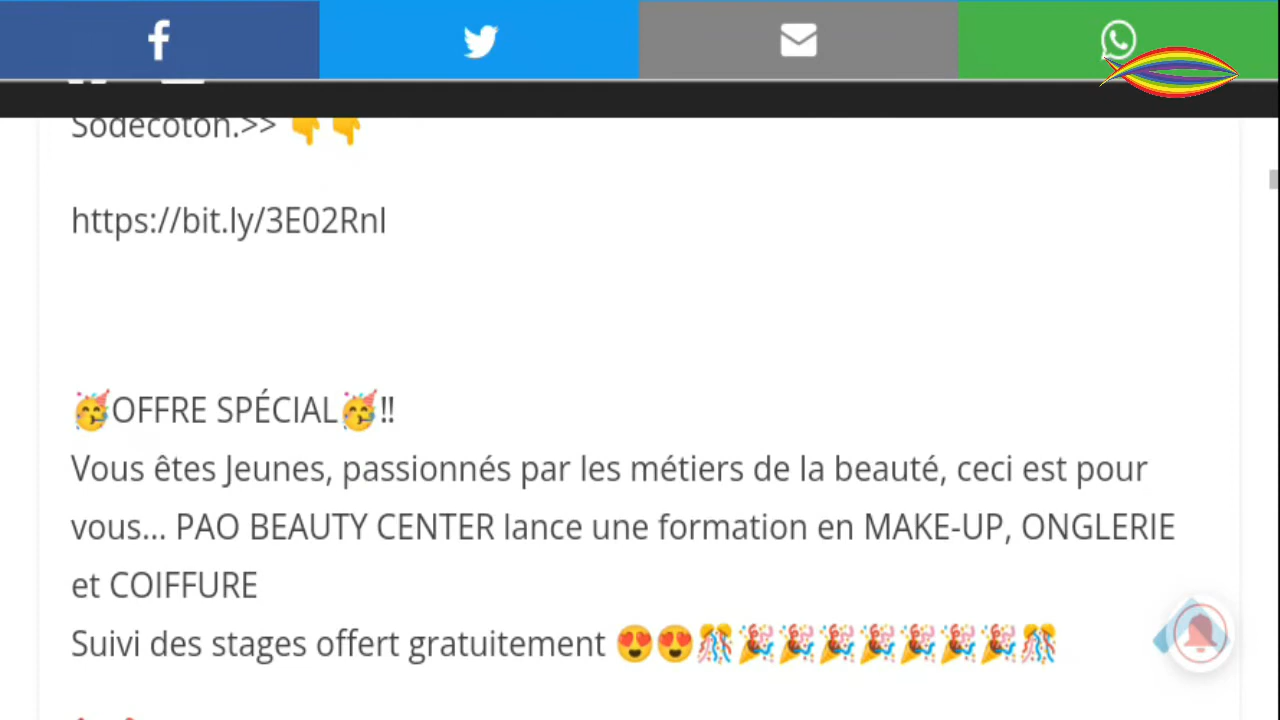 Sodecoton.>> 👇👇
https://bit.ly/3E02Rnl
🥳OFFRE SPÉCIAL🥳!!
Vous êtes Jeunes, passionnés par les métiers de la beauté, ceci est pour
vous... PAO BEAUTY CENTER lance une formation en MAKE-UP, ONGLERIE
et COIFFURE
Suivi des stages offert gratuitement 😍😍🎊🎉🎉🎉🎉🎉🎉🎉🎊